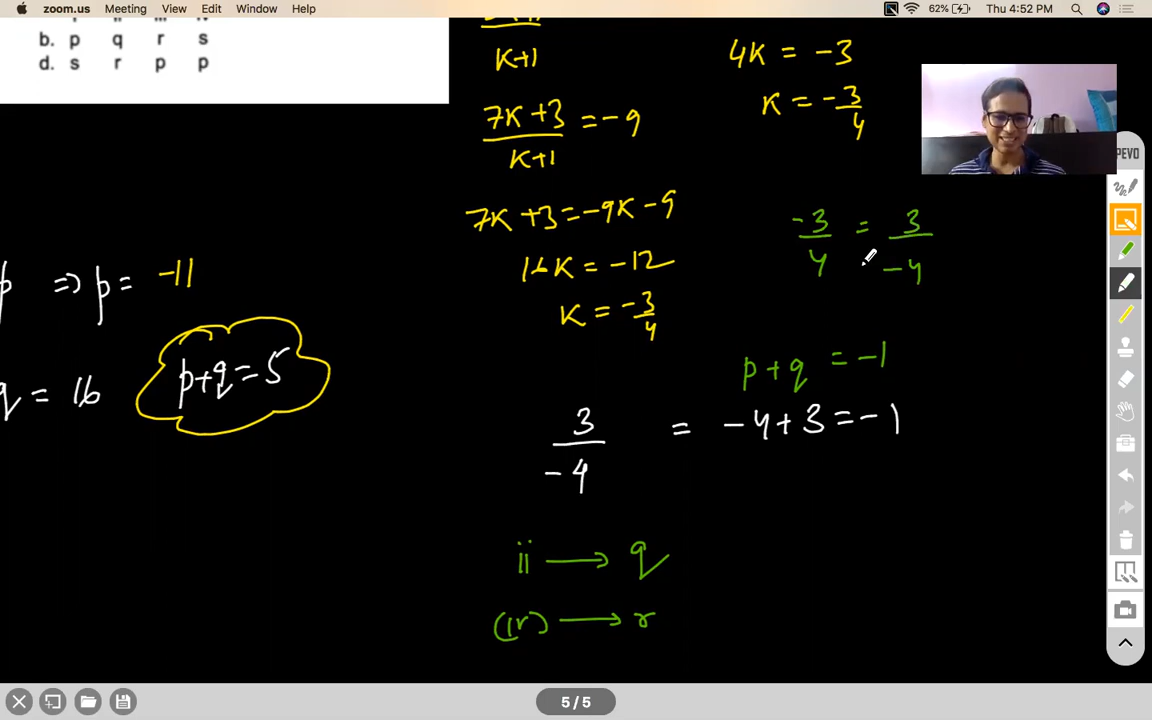 zoom.us Meeting View Edit Window Help 62% Thu 4:52 PM
b. p q r s
d. s r p p
K+1
7K+3 = -9
K+1
7K+3 = -9K-9
16K = -12
K = -3
4
4K = -3
K = -3
4
-3 = 3
4 -4
p => p = -11
q = 16
p+q=5
p+q = -1
3 = -4+3=-1
-4
ii → q
→ r
5/5